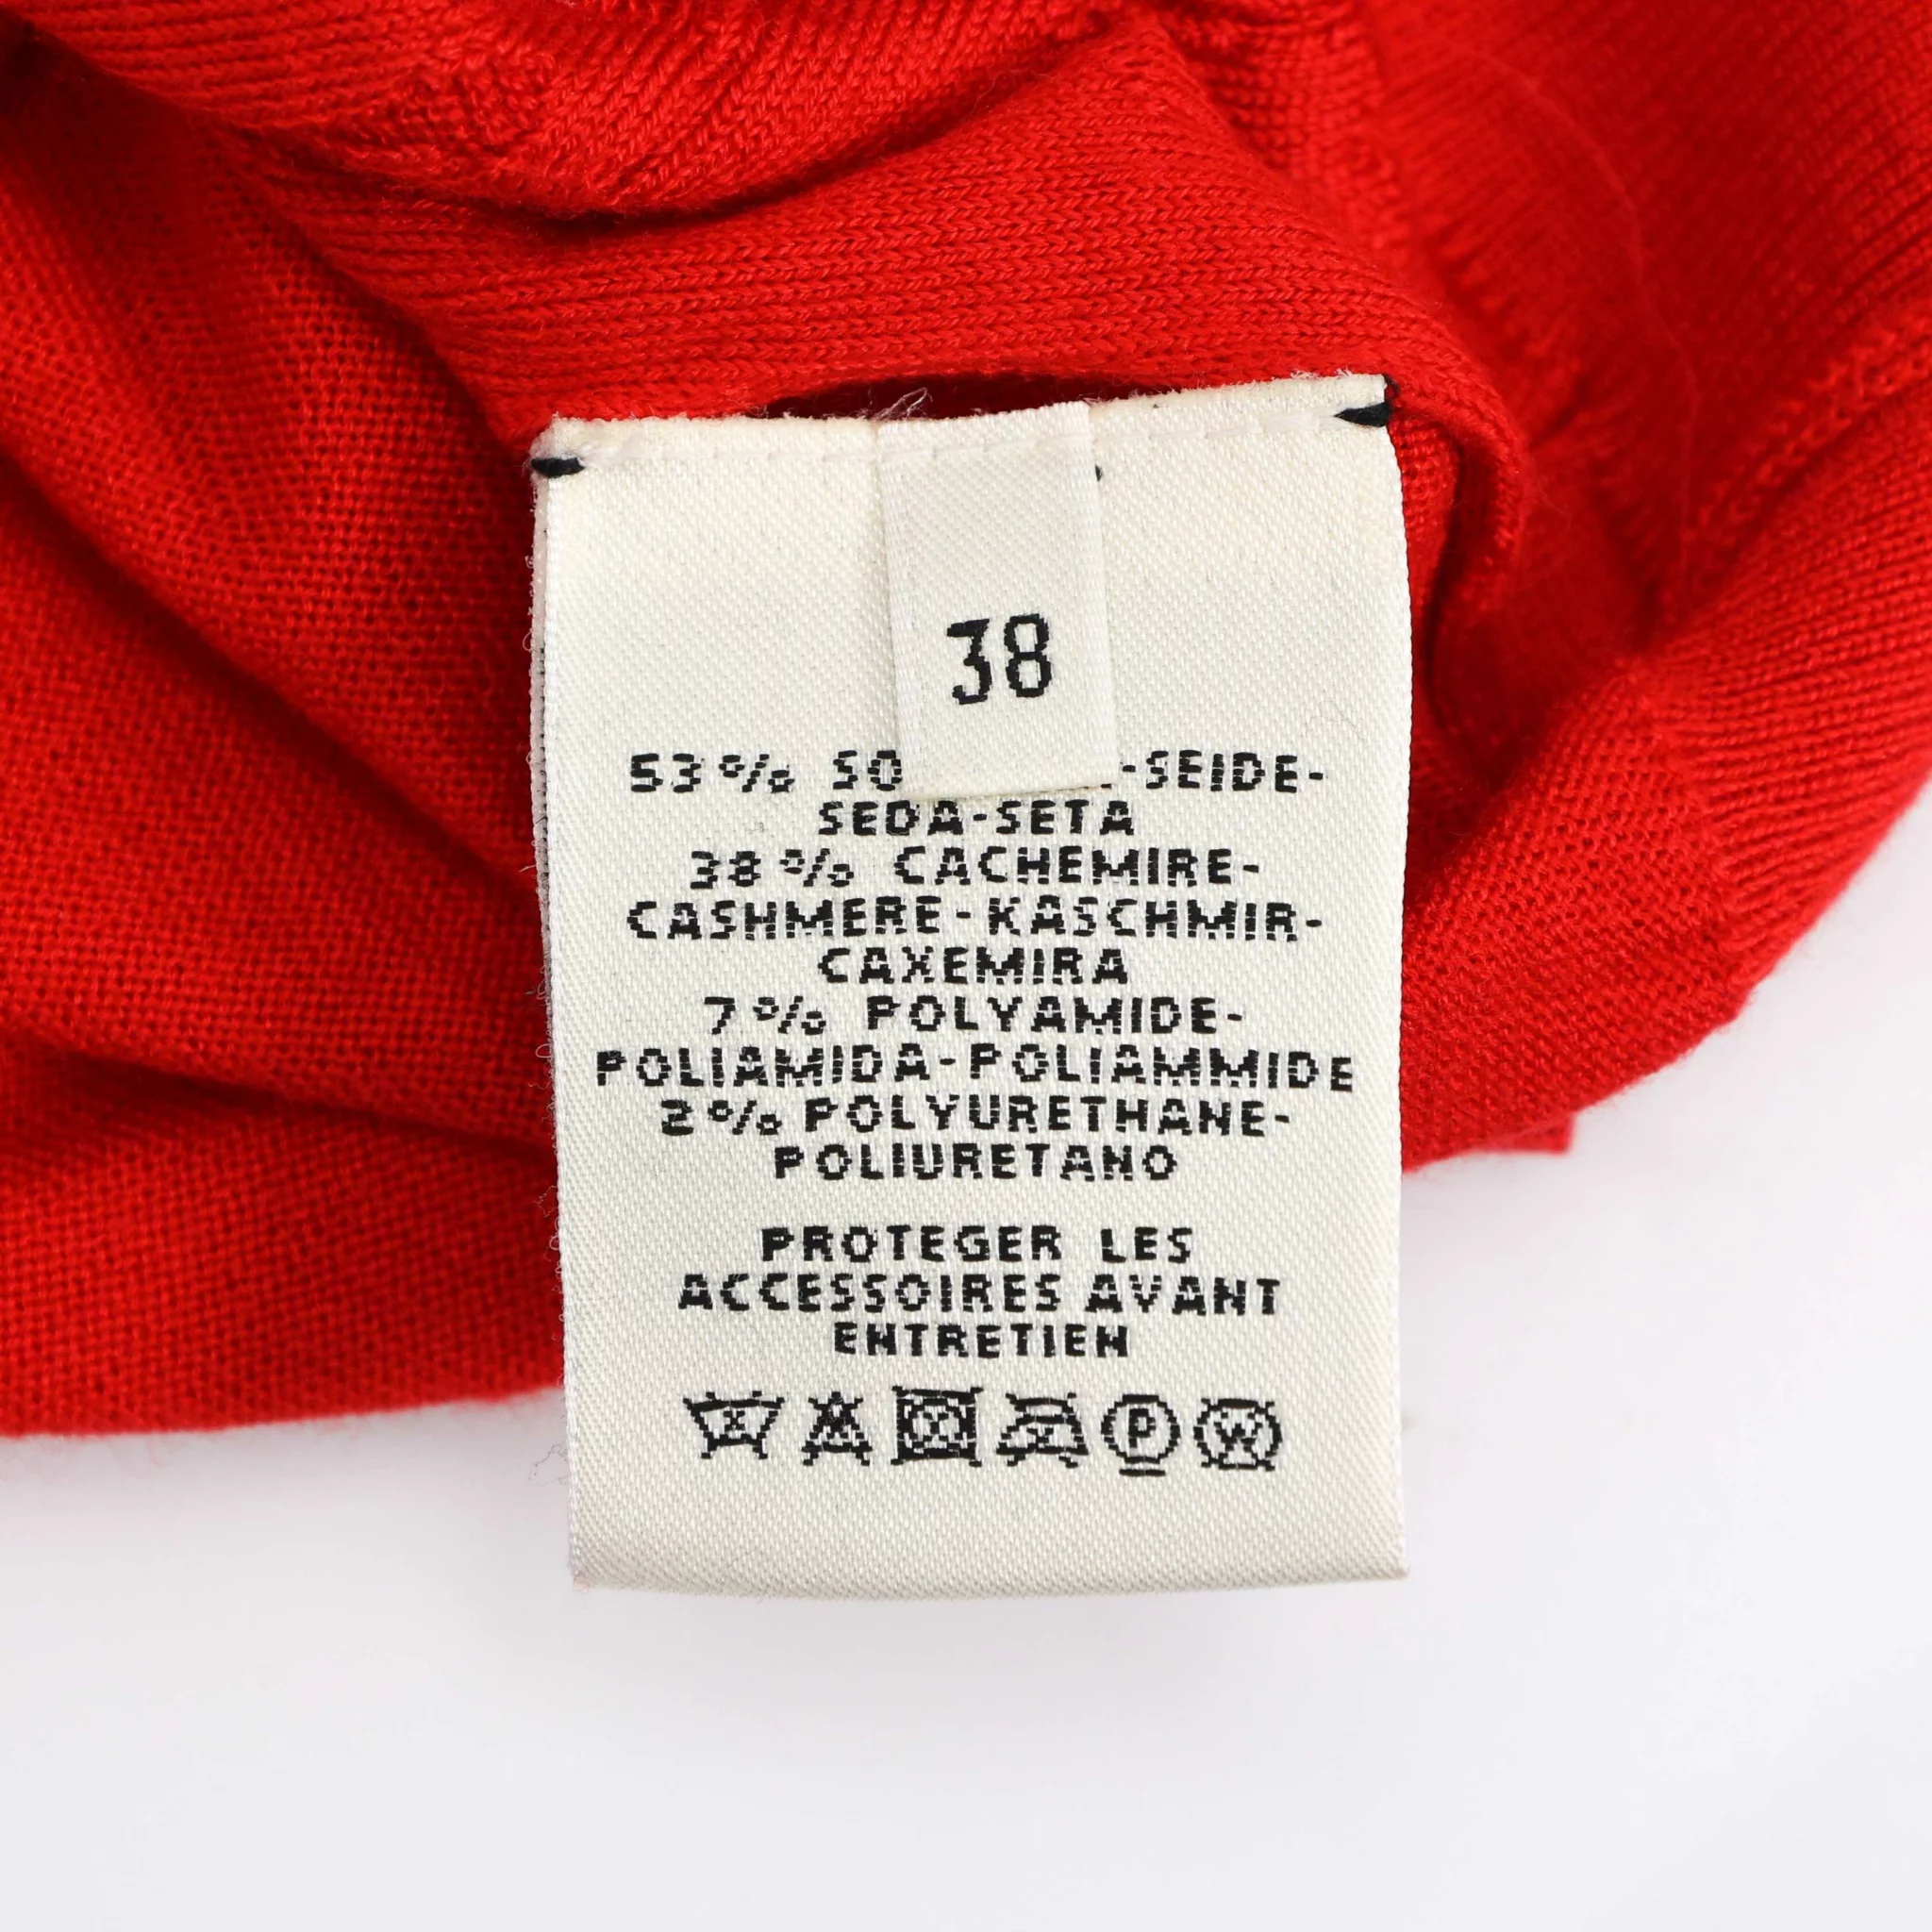 38
53% SO -SEIDE-
SEDA-SETA
38% CACHEMIRE-
CASHMERE-KASCHMIR-
CAXEMIRA
7% POLYAMIDE-
POLIAMIDA-POLIAMMIDE
2% POLYURETHANE-
POLIURETANO
PROTEGER LES
ACCESSOIRES AVANT
ENTRETIEN
P W